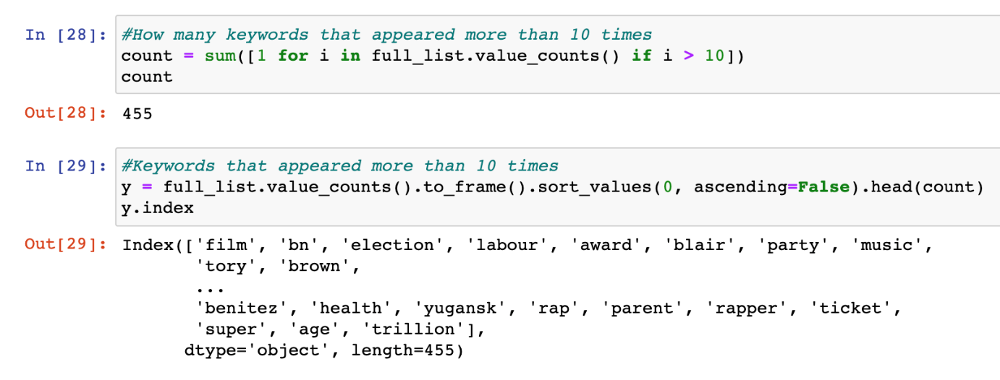 In [28]: #How many keywords that appeared more than 10 times
count = sum([1 for i in full_list.value_counts() if i > 10])
count
Out[28]: 455
In [29]: #Keywords that appeared more than 10 times
y = full_list.value_counts().to_frame().sort_values(0, ascending=False).head(count)
y.index
Out[29]: Index(['film', 'bn', 'election', 'labour', 'award', 'blair', 'party', 'music',
'tory', 'brown',
...
'benitez', 'health', 'yugansk', 'rap', 'parent', 'rapper', 'ticket',
'super', 'age', 'trillion'],
dtype='object', length=455)